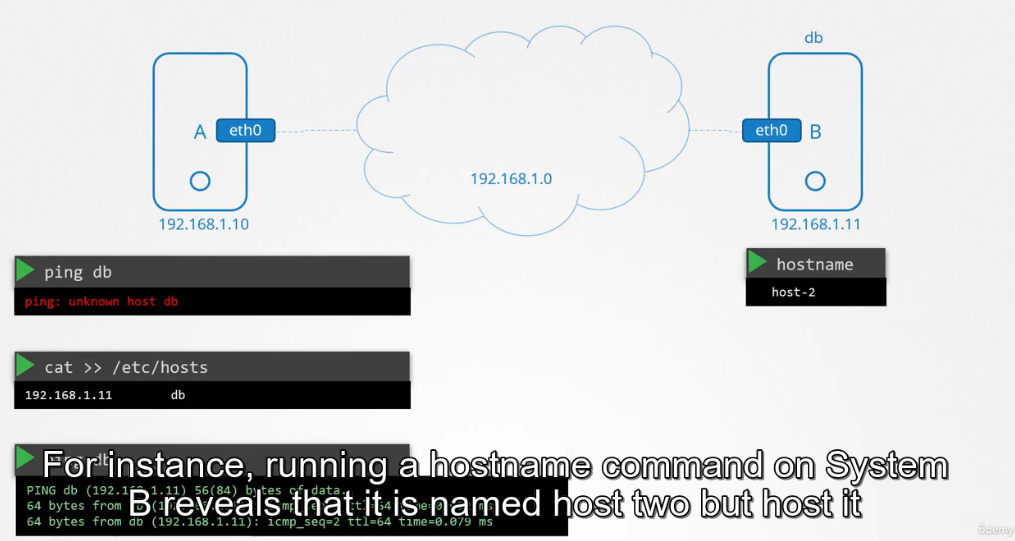 db
A
eth0
eth0
B
192.168.1.0
192.168.1.10
192.168.1.11
ping db
ping: unknown host db
hostname
host-2
cat >> /etc/hosts
192.168.1.11 db
For instance, running a hostname command on System
B reveals that it is named host two but host it
PING db (192.168.1.11) 56(84) bytes of data.
64 bytes from
64 bytes from db (192.168.1.11): icmp_seq=2 ttl=64 time=0.079 ms
ûdemy